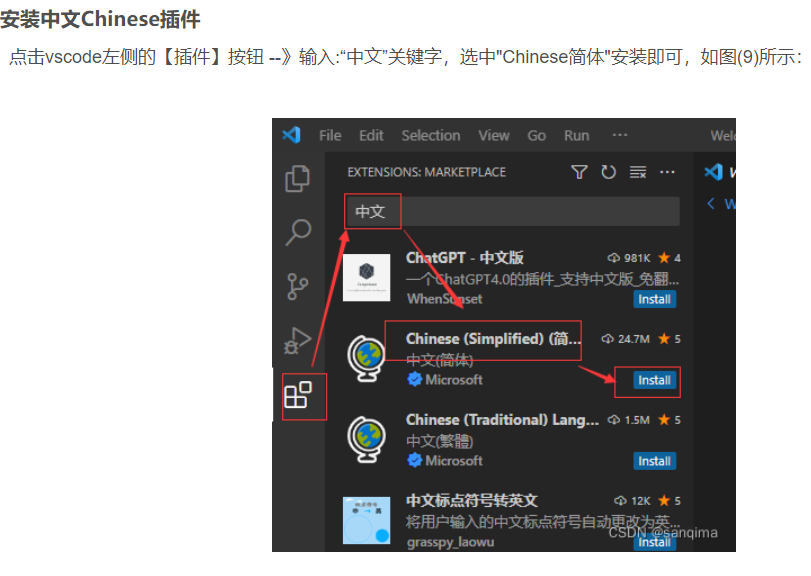 安装中文Chinese插件
点击vscode左侧的【插件】按钮 --》输入:“中文”关键字，选中"Chinese简体"安装即可，如图(9)所示：
File Edit Selection View Go Run ··· Welc
EXTENSIONS: MARKETPLACE ···
W
中文
ChatGPT - 中文版 981K ★ 4
一个ChatGPT4.0的插件_支持中文版_免翻...
WhenSunset Install
Chinese (Simplified) (简... 24.7M ★ 5
中文(简体)
Microsoft Install
Chinese (Traditional) Lang... 1.5M ★ 5
中文(繁體)
Microsoft Install
中文标点符号转英文 12K ★ 5
将用户输入的中文标点符号自动更改为英...
grasspy_laowu Install
CSDN @sanqima